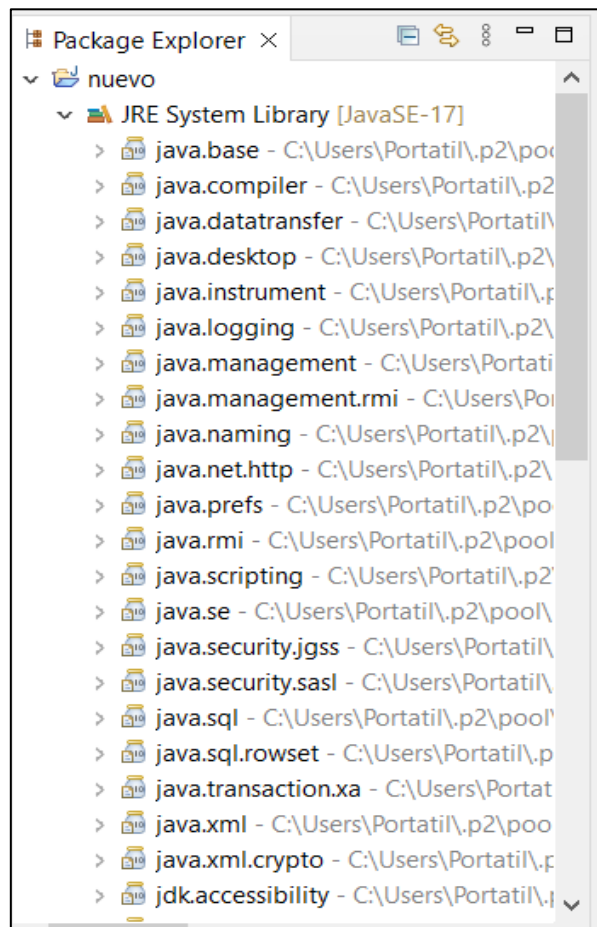 Package Explorer ×
nuevo
JRE System Library [JavaSE-17]
java.base - C:\Users\Portatil\.p2\poo
java.compiler - C:\Users\Portatil\.p2
java.datatransfer - C:\Users\Portatil\
java.desktop - C:\Users\Portatil\.p2\
java.instrument - C:\Users\Portatil\.p
java.logging - C:\Users\Portatil\.p2\
java.management - C:\Users\Portati
java.management.rmi - C:\Users\Por
java.naming - C:\Users\Portatil\.p2\
java.net.http - C:\Users\Portatil\.p2\
java.prefs - C:\Users\Portatil\.p2\po
java.rmi - C:\Users\Portatil\.p2\pool
java.scripting - C:\Users\Portatil\.p2
java.se - C:\Users\Portatil\.p2\pool\
java.security.jgss - C:\Users\Portatil\
java.security.sasl - C:\Users\Portatil\
java.sql - C:\Users\Portatil\.p2\pool\
java.sql.rowset - C:\Users\Portatil\.p
java.transaction.xa - C:\Users\Portat
java.xml - C:\Users\Portatil\.p2\poo
java.xml.crypto - C:\Users\Portatil\.p
jdk.accessibility - C:\Users\Portatil\.p